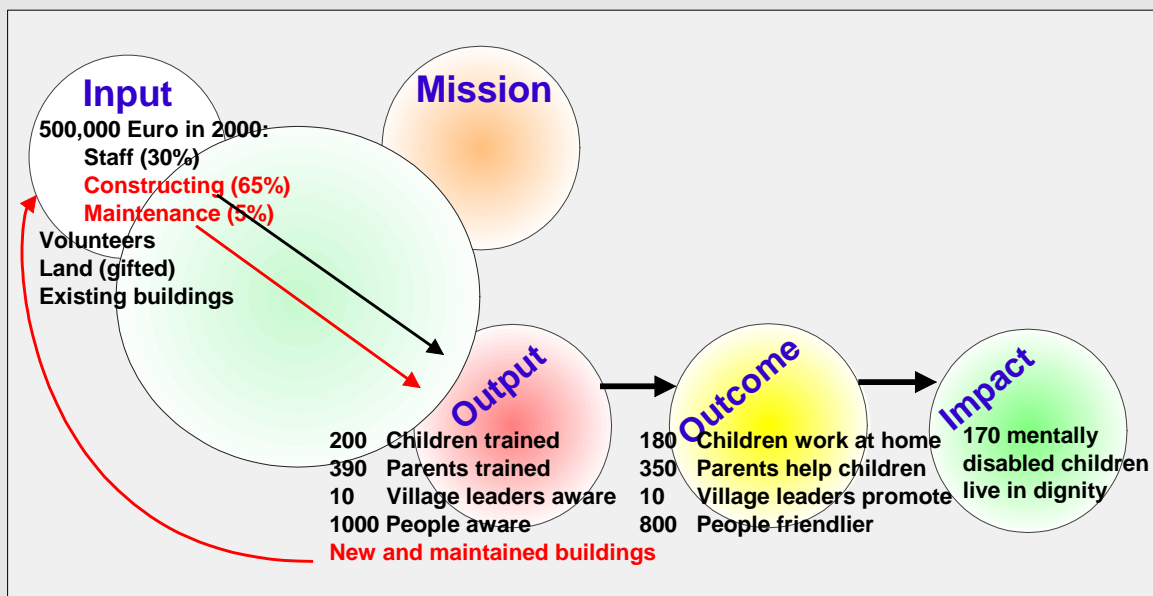 Input
500,000 Euro in 2000:
Staff (30%)
Constructing (65%)
Maintenance (5%)
Volunteers
Land (gifted)
Existing buildings
Mission
Output
200 Children trained
390 Parents trained
10 Village leaders aware
1000 People aware
New and maintained buildings
Outcome
180 Children work at home
350 Parents help children
10 Village leaders promote
800 People friendlier
Impact
170 mentally
disabled children
live in dignity